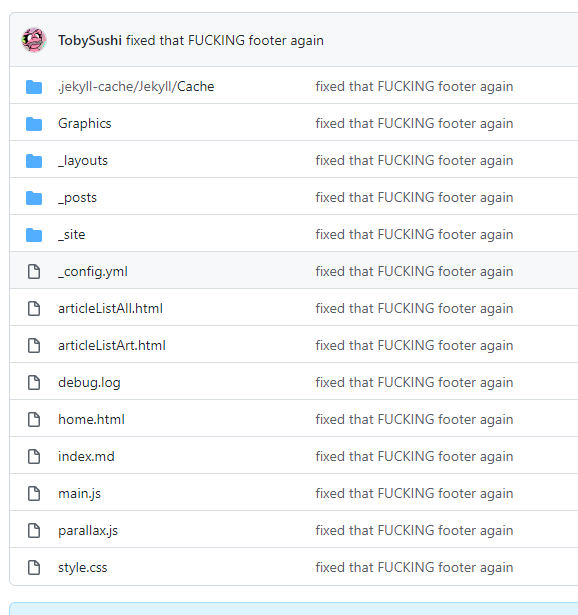 TobySushi fixed that FUCKING footer again
.jekyll-cache/Jekyll/Cache fixed that FUCKING footer again
Graphics fixed that FUCKING footer again
_layouts fixed that FUCKING footer again
_posts fixed that FUCKING footer again
_site fixed that FUCKING footer again
_config.yml fixed that FUCKING footer again
articleListAll.html fixed that FUCKING footer again
articleListArt.html fixed that FUCKING footer again
debug.log fixed that FUCKING footer again
home.html fixed that FUCKING footer again
index.md fixed that FUCKING footer again
main.js fixed that FUCKING footer again
parallax.js fixed that FUCKING footer again
style.css fixed that FUCKING footer again